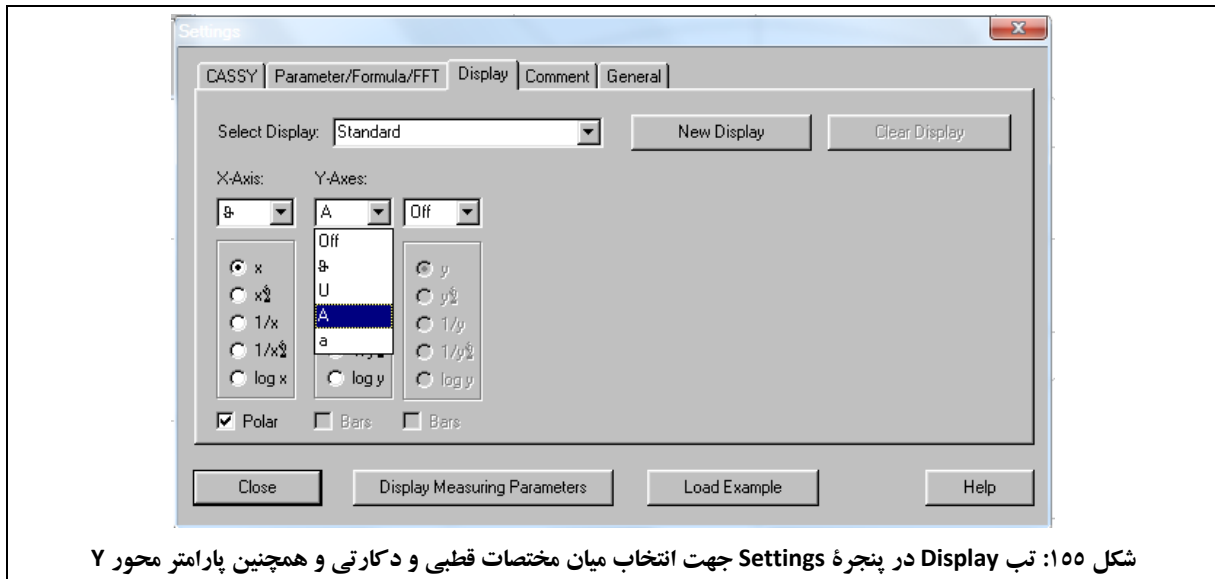 Settings
CASSY Parameter/Formula/FFT Display Comment General
Select Display: Standard New Display Clear Display
X-Axis: Y-Axes:
ϑ A Off
Off
x ϑ y
U
1/x A 1/y
a
log x log y log y
Polar Bars Bars
Close Display Measuring Parameters Load Example Help
شکل ۱۵۵: تب Display در پنجرهٔ Settings جهت انتخاب میان مختصات قطبی و دکارتی و همچنین پارامتر محور Y